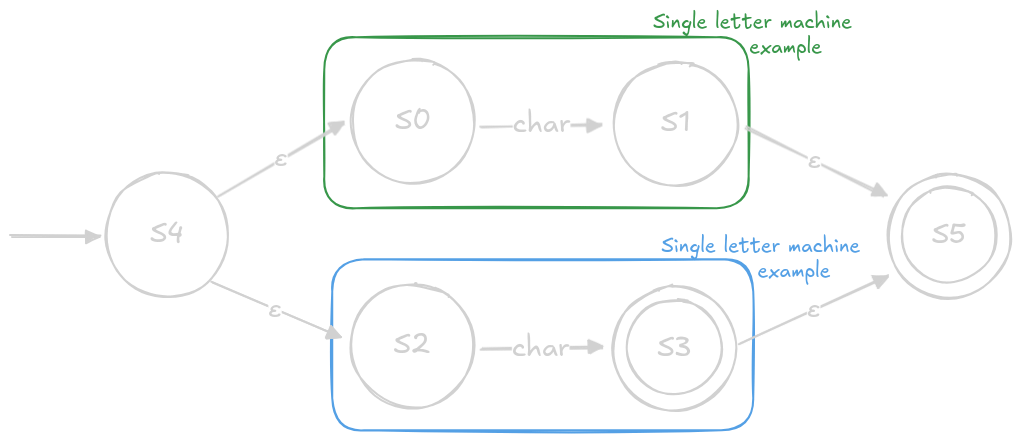 Single letter machine
example
S0
char
S1
ε
ε
S4
S5
Single letter machine
example
ε
ε
S2
char
S3